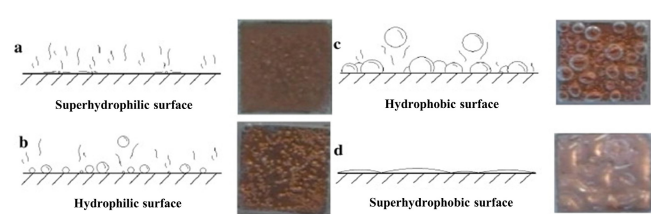 a
Superhydrophilic surface
b
Hydrophilic surface
c
Hydrophobic surface
d
Superhydrophobic surface